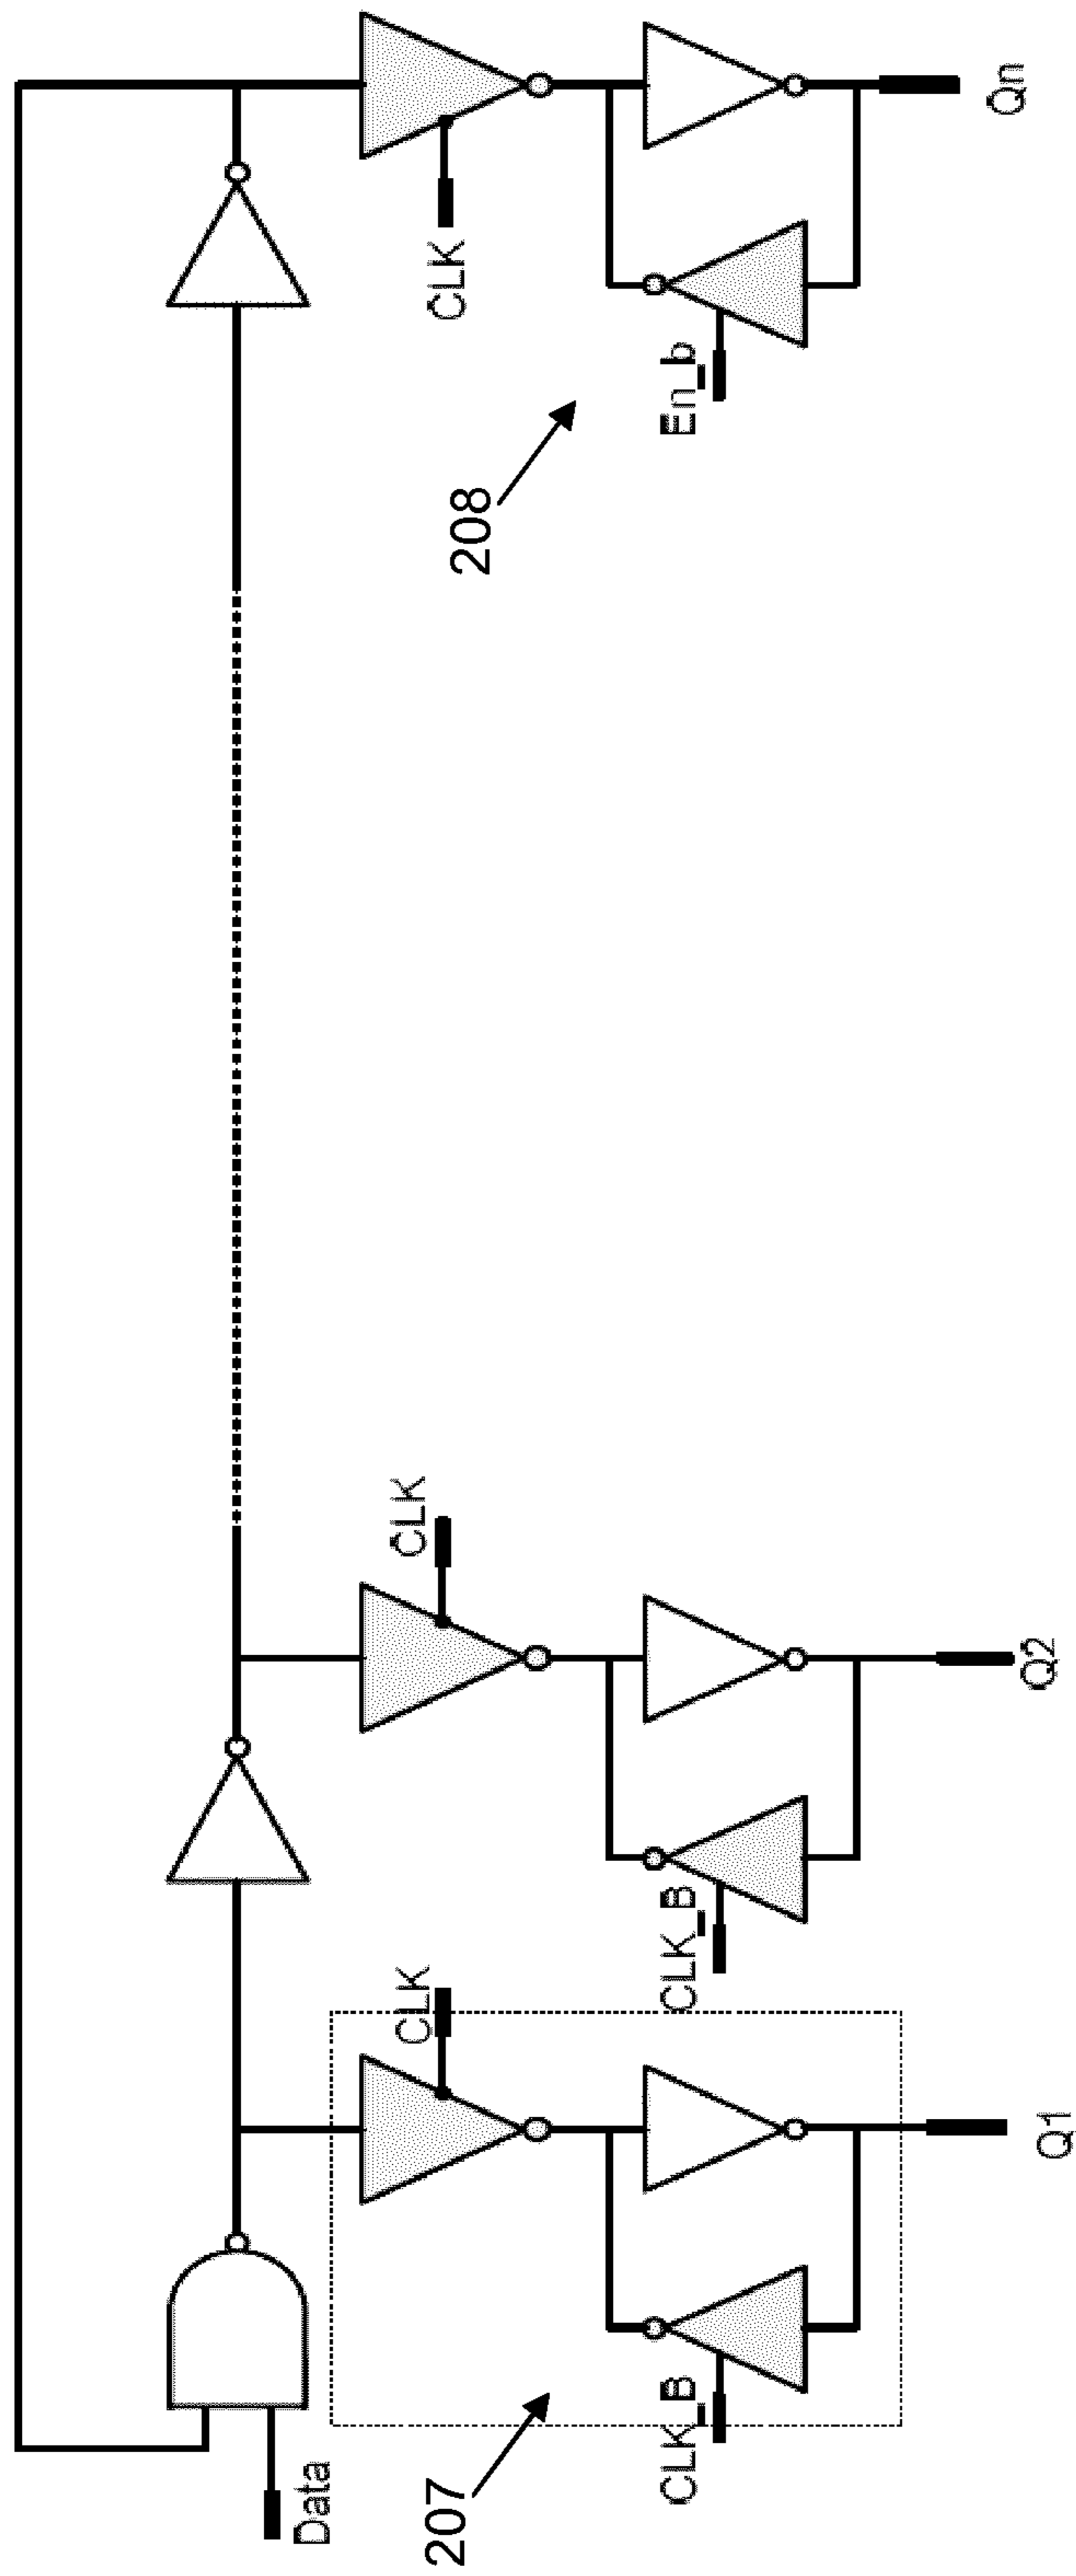 Data
207
CLK_B
CLK
Q1
CLK_B
CLK
Q2
208
En_b
CLK
Qn